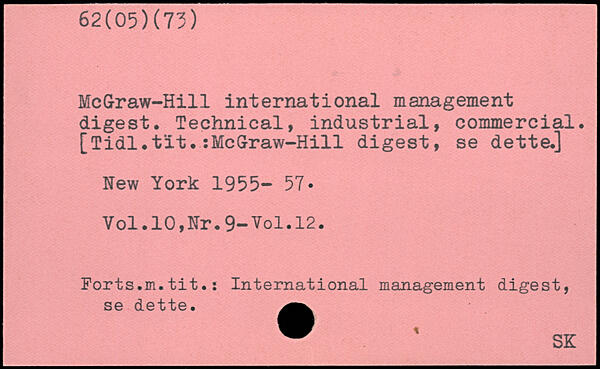 62(05)(73)
McGraw-Hill international management
digest. Technical, industrial, commercial.
[Tidl.tit.:McGraw-Hill digest, se dette.]
New York 1955- 57.
Vol.10,Nr.9-Vol.12.
Forts.m.tit.: International management digest,
se dette.
SK